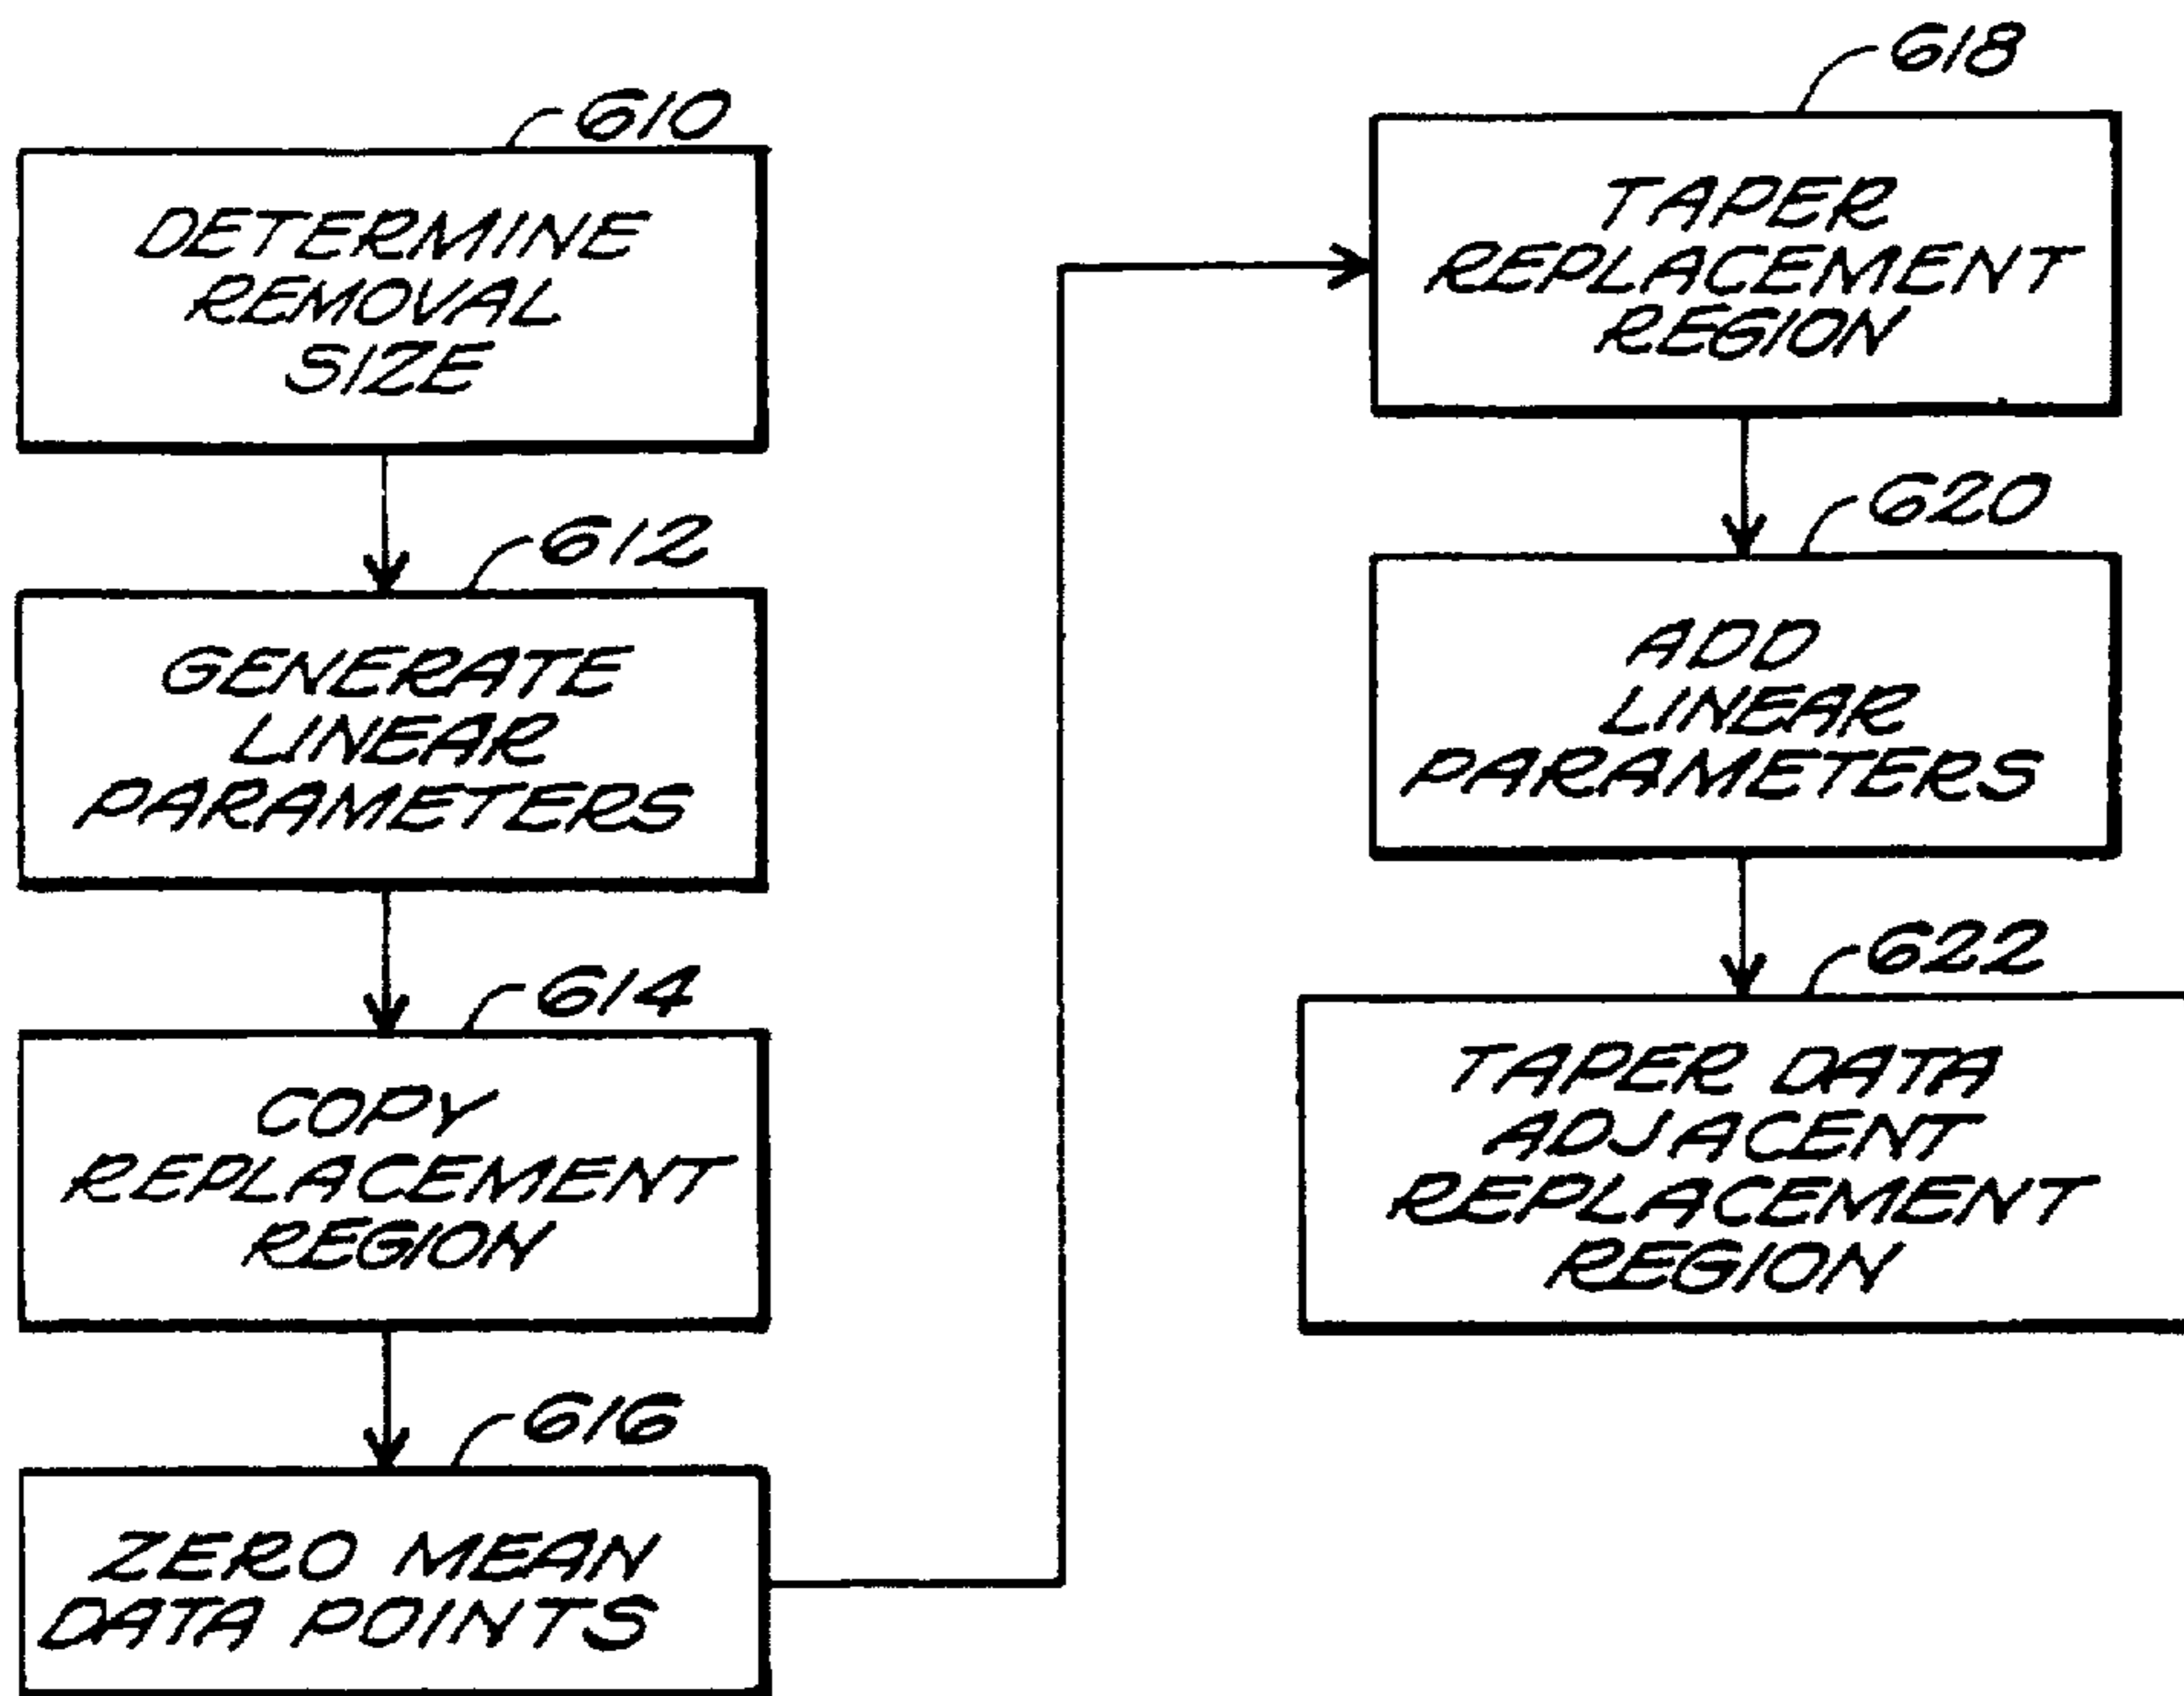 610
DETERMINE
REMOVAL
SIZE
612
GENERATE
LINEAR
PARAMETERS
614
COPY
REPLACEMENT
REGION
616
ZERO MEAN
DATA POINTS
618
TAPER
REPLACEMENT
REGION
620
ADD
LINEAR
PARAMETERS
622
TAPER DATA
ADJACENT
REPLACEMENT
REGION